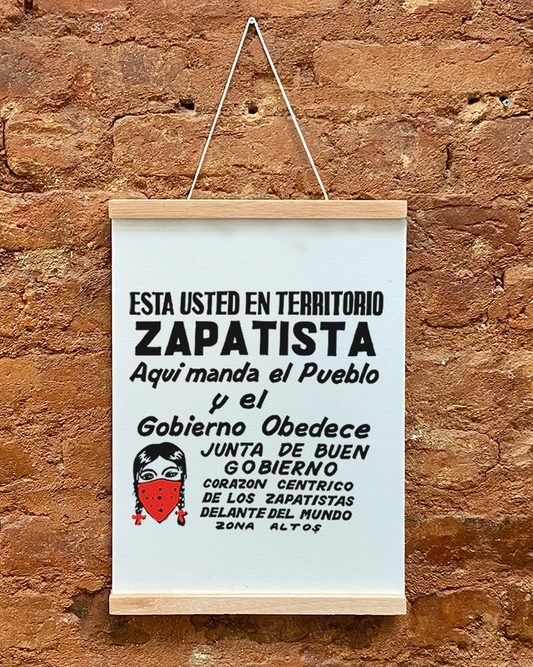 ESTA USTED EN TERRITORIO
ZAPATISTA
Aqui manda el Pueblo
y el
Gobierno Obedece
JUNTA DE BUEN
GOBIERNO
CORAZON CENTRICO
DE LOS ZAPATISTAS
DELANTE DEL MUNDO
ZONA ALTOS